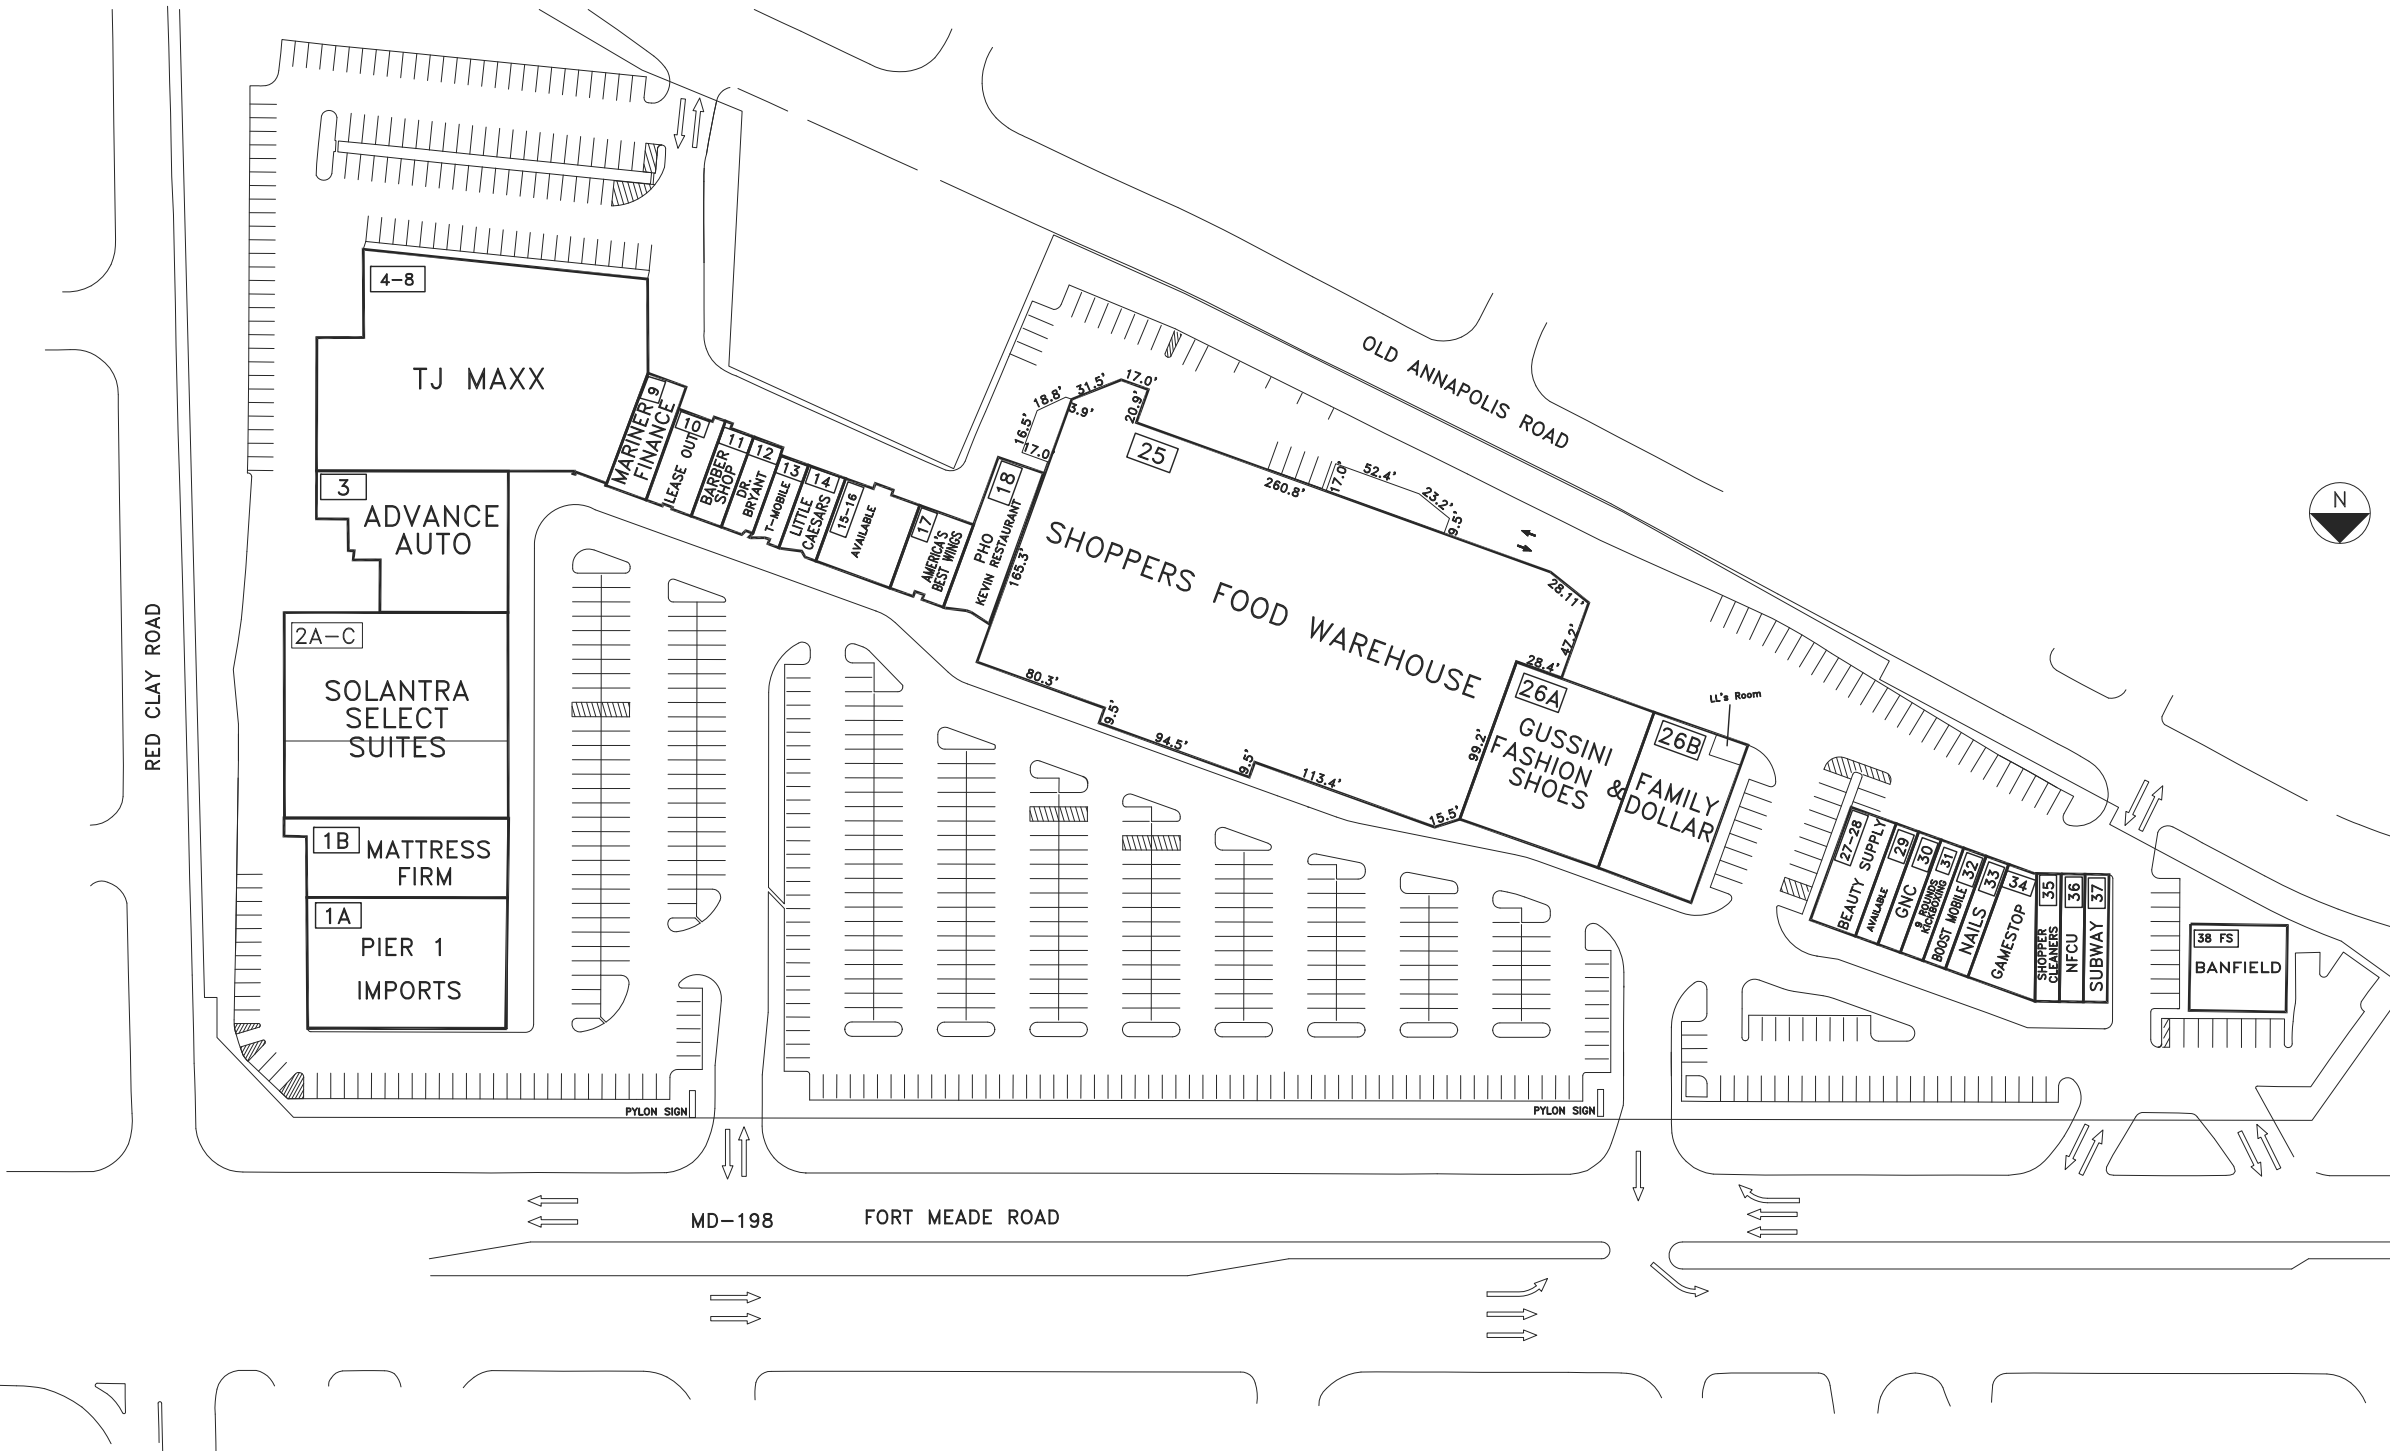 4-8
TJ MAXX
3
ADVANCE
AUTO
2A-C
SOLANTRA
SELECT
SUITES
1B
MATTRESS
FIRM
1A
PIER 1
IMPORTS
RED CLAY ROAD
9
MARINER
FINANCE
10
LEASE OUT
11
BARBER
SHOP
12
DR.
BRYANT
13
T-MOBILE
14
LITTLE
CAESARS
15-16
AVAILABLE
17
AMERICA'S
BEST WINGS
18
PHO
KEVIN RESTAURANT
165.3'
17.0'
16.5'
18.8'
3.9'
31.5'
17.0'
20.9'
25
SHOPPERS FOOD WAREHOUSE
260.8'
17.0'
52.4'
23.2'
9.5'
28.11'
47.2'
28.4'
80.3'
9.5'
94.5'
9.5'
113.4'
15.5'
99.2'
26A
GUSSINI
FASHION
SHOES &
26B
FAMILY
DOLLAR
LL's Room
OLD ANNAPOLIS ROAD
N
27-28
BEAUTY SUPPLY
AVAILABLE
29
GNC
30
9 ROUNDS
KICKBOXING
31
BOOST MOBILE
32
NAILS
33
GAMESTOP
34
35
SHOPPER
CLEANERS
36
NFCU
37
SUBWAY
38 FS
BANFIELD
PYLON SIGN
PYLON SIGN
MD-198
FORT MEADE ROAD